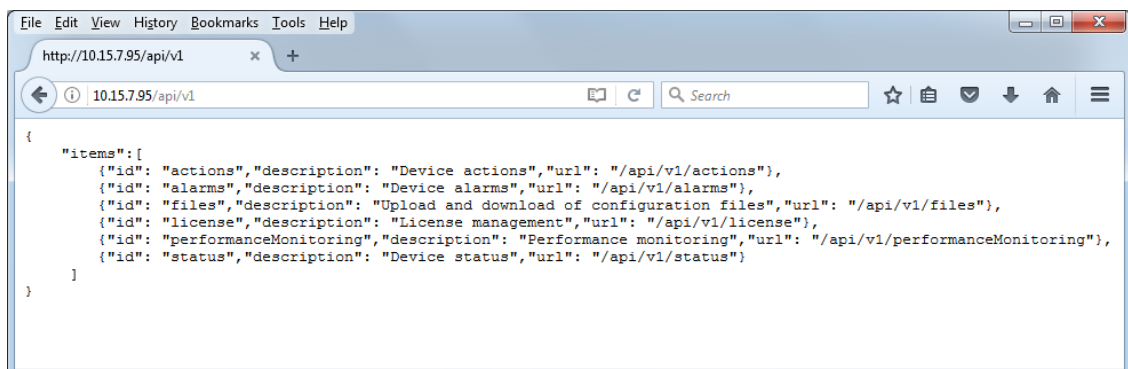 File Edit View History Bookmarks Tools Help
http://10.15.7.95/api/v1
10.15.7.95/api/v1 Search
{
    "items":[
        {"id": "actions","description": "Device actions","url": "/api/v1/actions"},
        {"id": "alarms","description": "Device alarms","url": "/api/v1/alarms"},
        {"id": "files","description": "Upload and download of configuration files","url": "/api/v1/files"},
        {"id": "license","description": "License management","url": "/api/v1/license"},
        {"id": "performanceMonitoring","description": "Performance monitoring","url": "/api/v1/performanceMonitoring"},
        {"id": "status","description": "Device status","url": "/api/v1/status"}
     ]
}